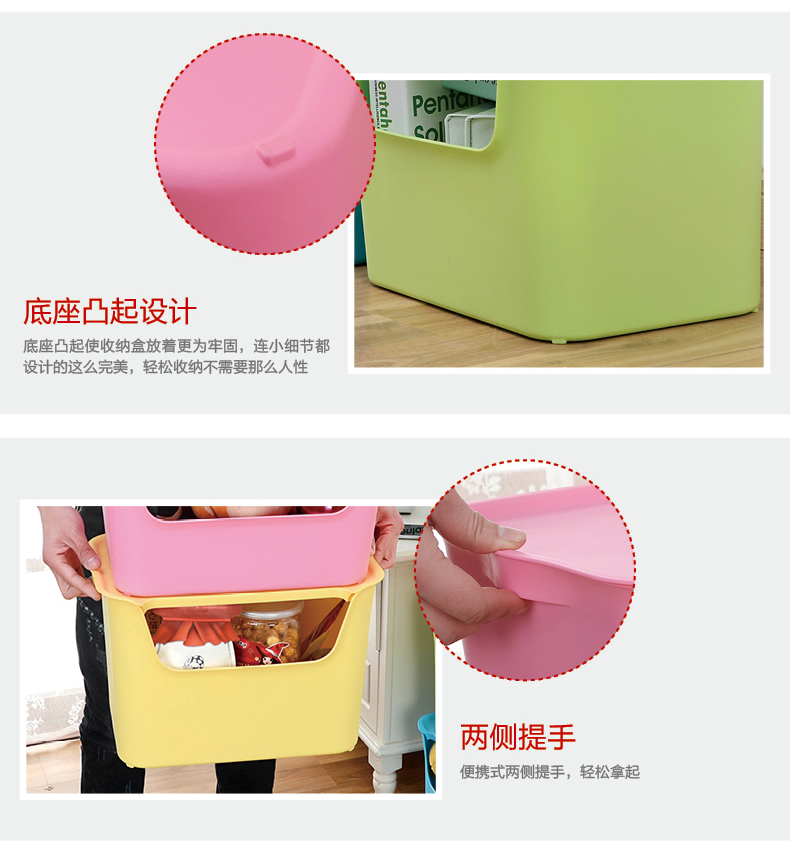 entah
Pentah
sol
底座凸起设计
底座凸起使收纳盒放着更为牢固，连小细节都
设计的这么完美，轻松收纳不需要那么人性
两侧提手
便携式两侧提手，轻松拿起